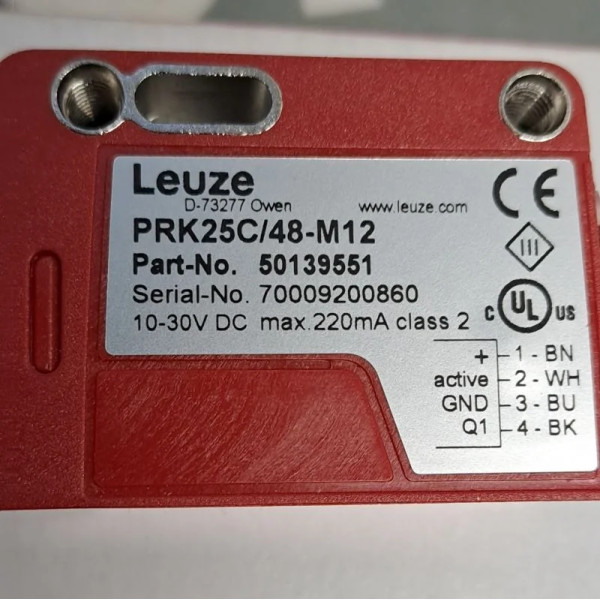 Leuze
D-73277 Owen www.leuze.com
PRK25C/48-M12
Part-No. 50139551
Serial-No. 70009200860
10-30V DC max.220mA class 2
CE
III
C UL US
+ 1 - BN
active 2 - WH
GND 3 - BU
Q1 4 - BK